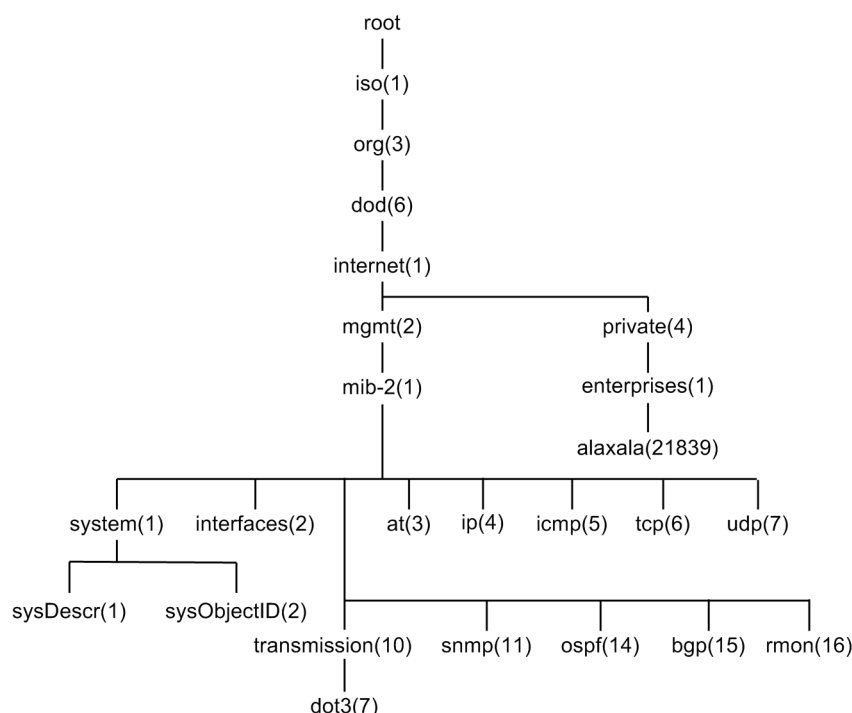 root
iso(1)
org(3)
dod(6)
internet(1)
mgmt(2) private(4)
mib-2(1) enterprises(1)
alaxala(21839)
system(1) interfaces(2) at(3) ip(4) icmp(5) tcp(6) udp(7)
sysDescr(1) sysObjectID(2)
transmission(10) snmp(11) ospf(14) bgp(15) rmon(16)
dot3(7)